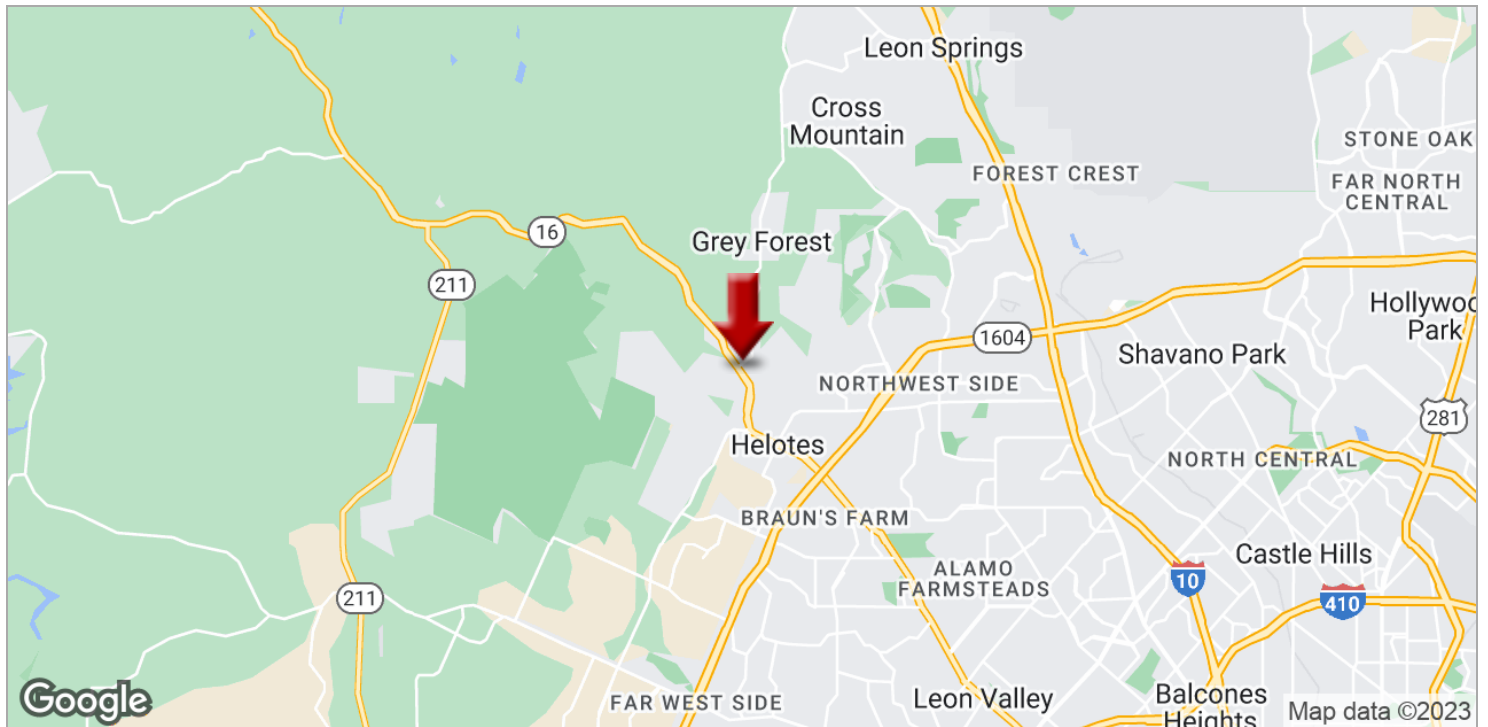 Leon Springs
Cross
Mountain
STONE OAK
FOREST CREST
FAR NORTH
CENTRAL
16
Grey Forest
211
Hollywoo
Park
1604
Shavano Park
NORTHWEST SIDE
281
Helotes
NORTH CENTRAL
BRAUN'S FARM
Castle Hills
ALAMO
FARMSTEADS
10
211
410
Google
FAR WEST SIDE
Leon Valley
Balcones
Heights
Map data ©2023